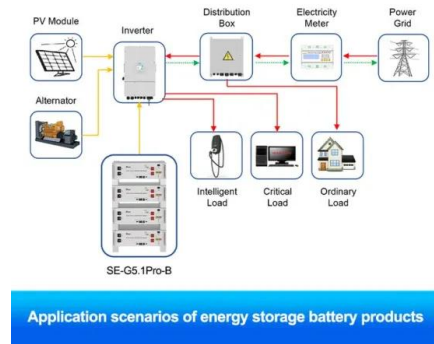 PV Module
Inverter
Distribution
Box
Electricity
Meter
Power
Grid
Alternator
Intelligent
Load
Critical
Load
Ordinary
Load
SE-G5.1Pro-B
Application scenarios of energy storage battery products